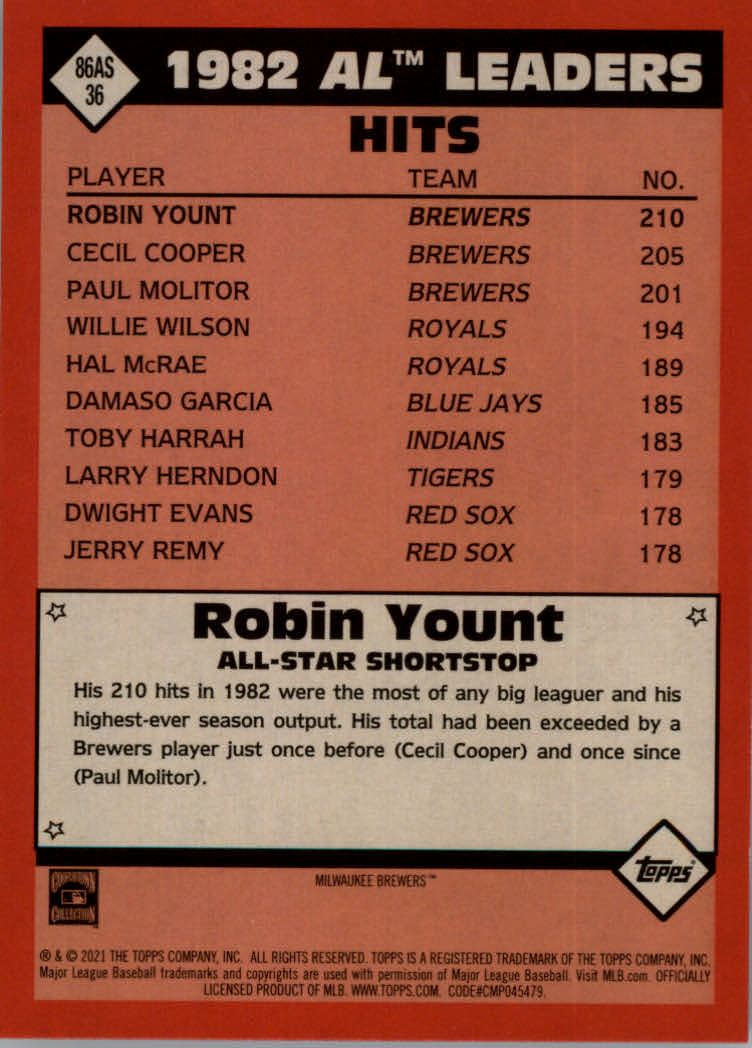 86AS
36
1982 AL™ LEADERS
HITS
PLAYER TEAM NO.
ROBIN YOUNT BREWERS 210
CECIL COOPER BREWERS 205
PAUL MOLITOR BREWERS 201
WILLIE WILSON ROYALS 194
HAL McRAE ROYALS 189
DAMASO GARCIA BLUE JAYS 185
TOBY HARRAH INDIANS 183
LARRY HERNDON TIGERS 179
DWIGHT EVANS RED SOX 178
JERRY REMY RED SOX 178
Robin Yount
ALL-STAR SHORTSTOP
His 210 hits in 1982 were the most of any big leaguer and his
highest-ever season output. His total had been exceeded by a
Brewers player just once before (Cecil Cooper) and once since
(Paul Molitor).
Topps®
COOPERSTOWN
COLLECTION™
MILWAUKEE BREWERS™
® & © 2021 THE TOPPS COMPANY, INC. ALL RIGHTS RESERVED. TOPPS IS A REGISTERED TRADEMARK OF THE TOPPS COMPANY, INC.
Major League Baseball trademarks and copyrights are used with permission of Major League Baseball. Visit MLB.com. OFFICIALLY
LICENSED PRODUCT OF MLB. WWW.TOPPS.COM. CODE#CMP045479.